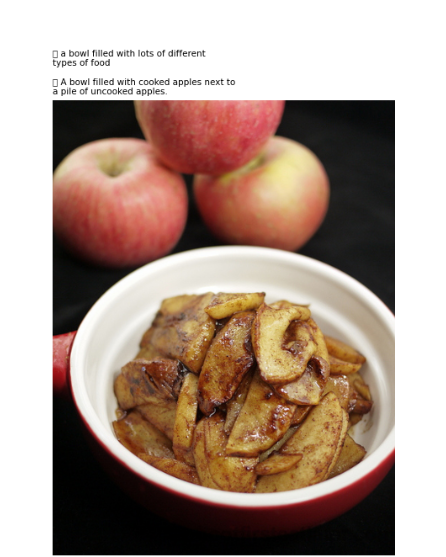 a bowl filled with lots of different
types of food
A bowl filled with cooked apples next to
a pile of uncooked apples.